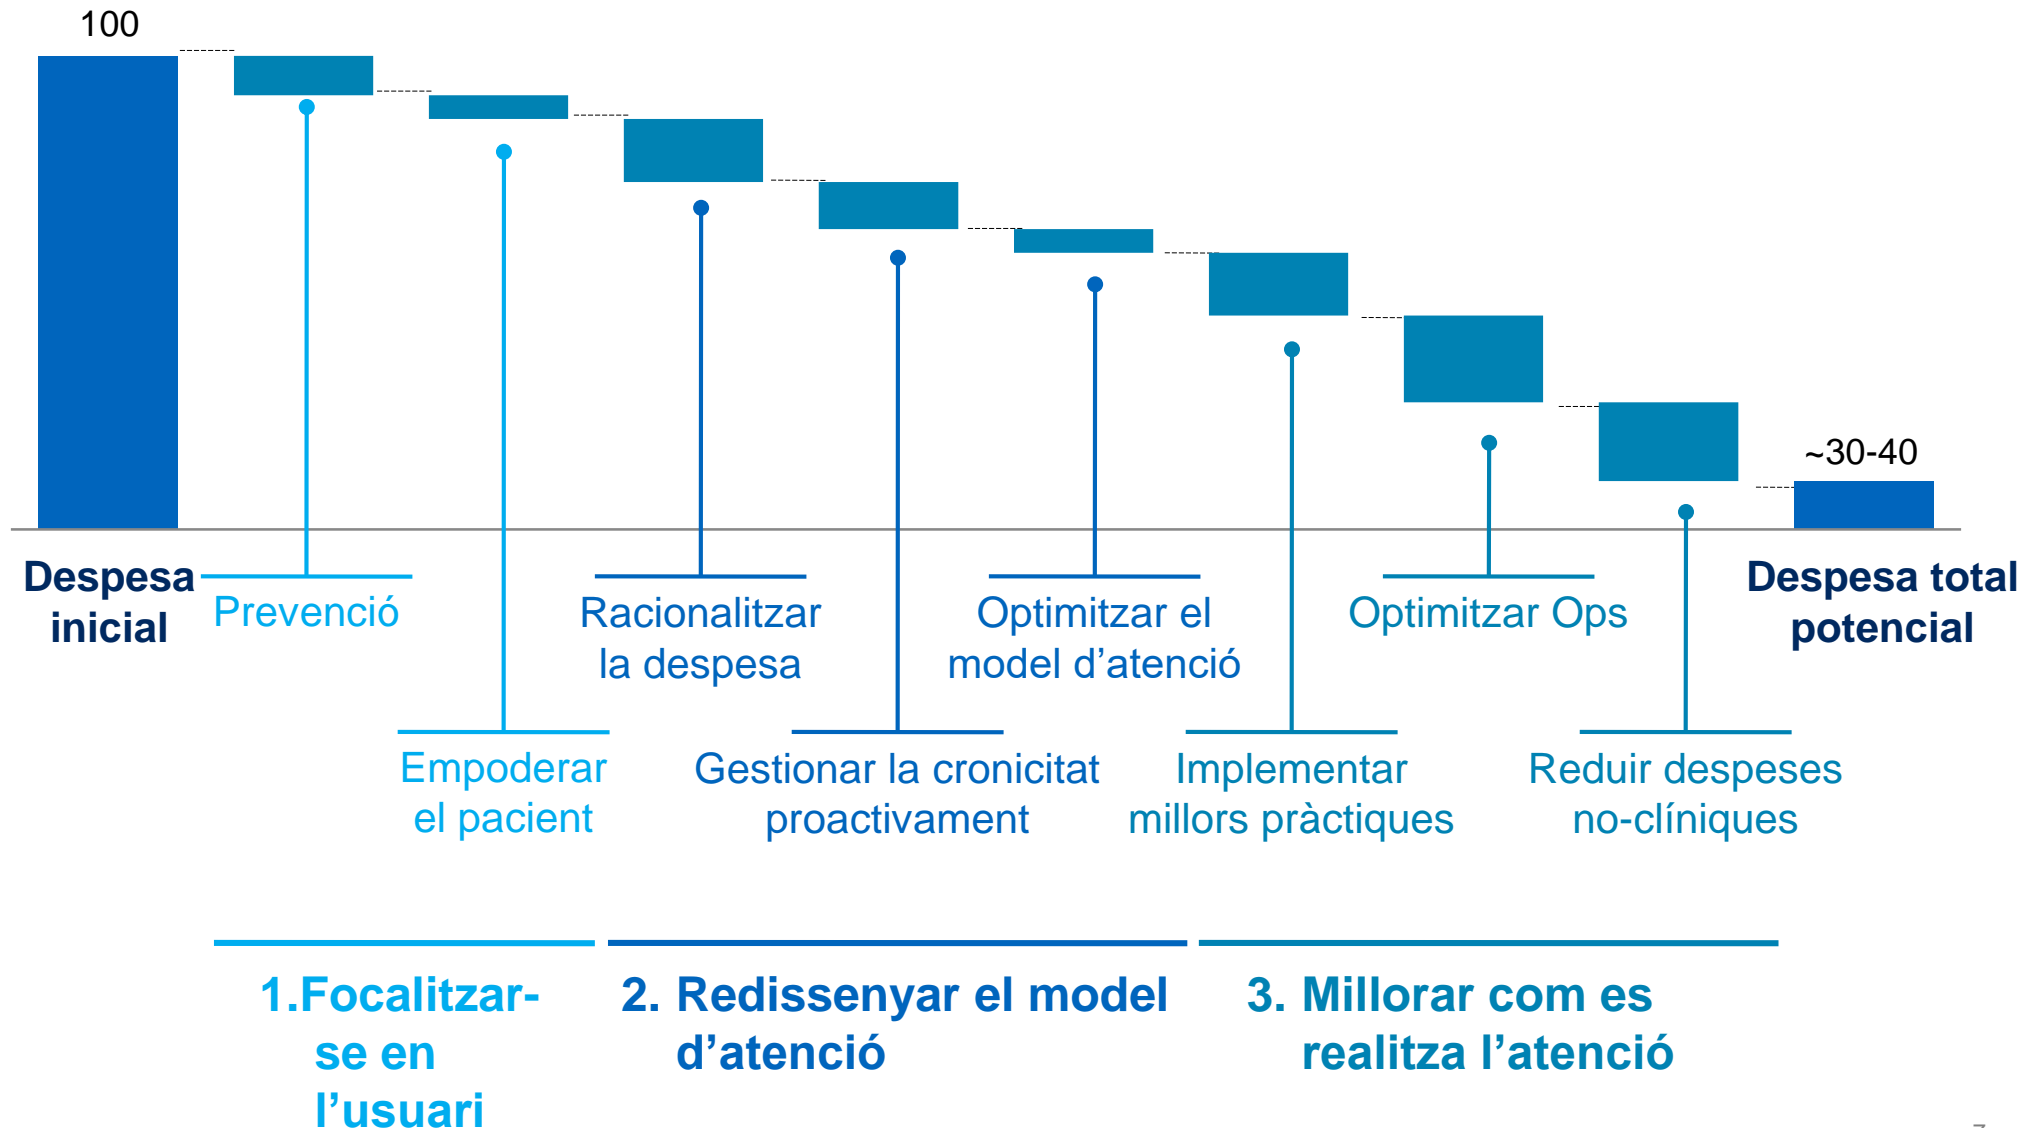 100
~30-40
Despesa
inicial
Prevenció
Racionalitzar
la despesa
Optimitzar el
model d’atenció
Optimitzar Ops
Despesa total
potencial
Empoderar
el pacient
Gestionar la cronicitat
proactivament
Implementar
millors pràctiques
Reduir despeses
no-clíniques
1.Focalitzar-
se en
l’usuari
2. Redissenyar el model
d’atenció
3. Millorar com es
realitza l’atenció